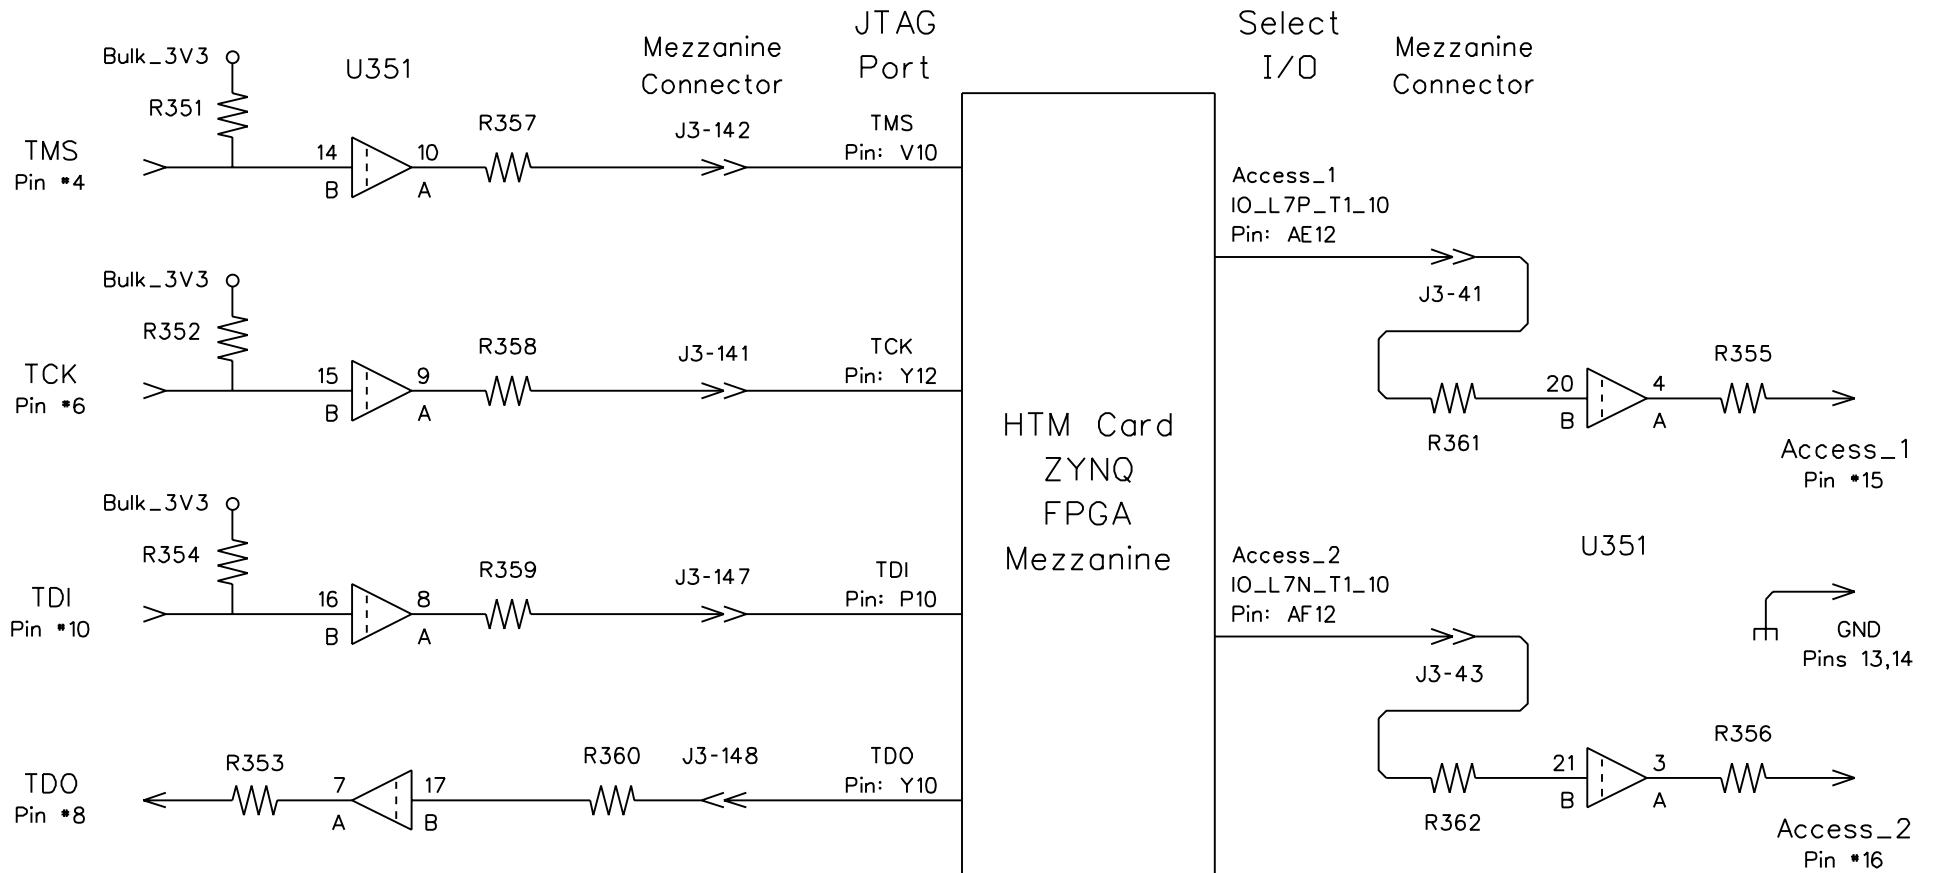 JTAG
Port
Select
I/O
Mezzanine
Connector
Mezzanine
Connector
U351
Bulk_3V3
R351
TMS
Pin #4
14
B
10
A
R357
J3-142
TMS
Pin: V10
Bulk_3V3
R352
TCK
Pin #6
15
B
9
A
R358
J3-141
TCK
Pin: Y12
Bulk_3V3
R354
TDI
Pin #10
16
B
8
A
R359
J3-147
TDI
Pin: P10
TDO
Pin #8
R353
7
A
17
B
R360
J3-148
TDO
Pin: Y10
HTM Card
ZYNQ
FPGA
Mezzanine
Access_1
IO_L7P_T1_10
Pin: AE12
J3-41
R361
20
B
4
A
R355
Access_1
Pin #15
U351
Access_2
IO_L7N_T1_10
Pin: AF12
J3-43
GND
Pins 13,14
R362
21
B
3
A
R356
Access_2
Pin #16